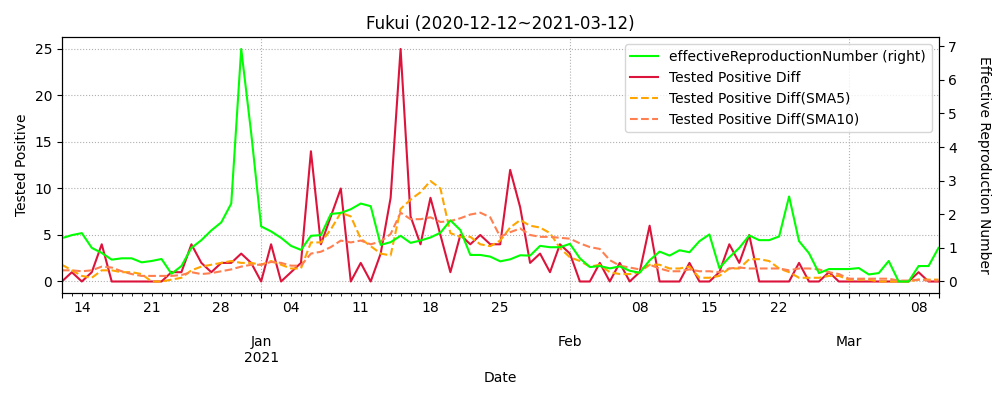 Fukui (2020-12-12~2021-03-12)
effectiveReproductionNumber (right)
Tested Positive Diff
Tested Positive Diff(SMA5)
Tested Positive Diff(SMA10)
Tested Positive
25
20
15
10
5
0
Effective Reproduction Number
7
6
5
4
3
2
1
0
14 21 28 04 11 18 25 08 15 22 08
Jan Feb Mar
2021
Date